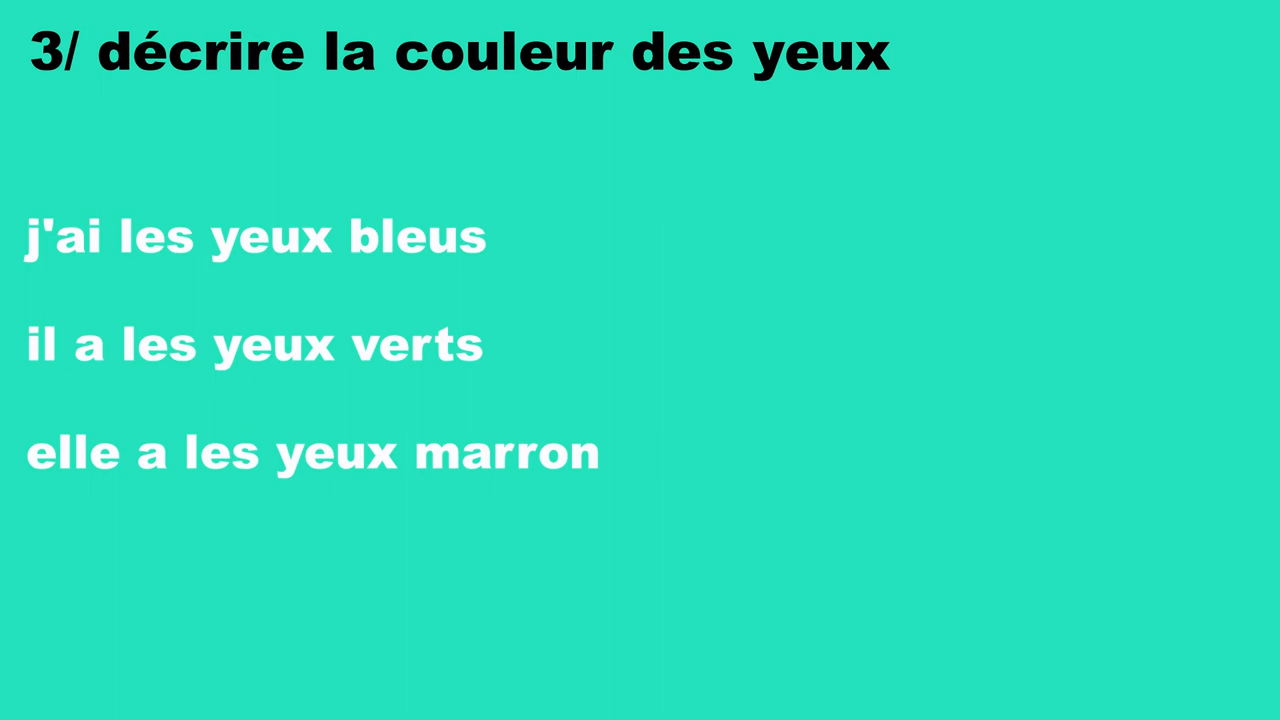 3/ décrire la couleur des yeux
j'ai les yeux bleus
il a les yeux verts
elle a les yeux marron